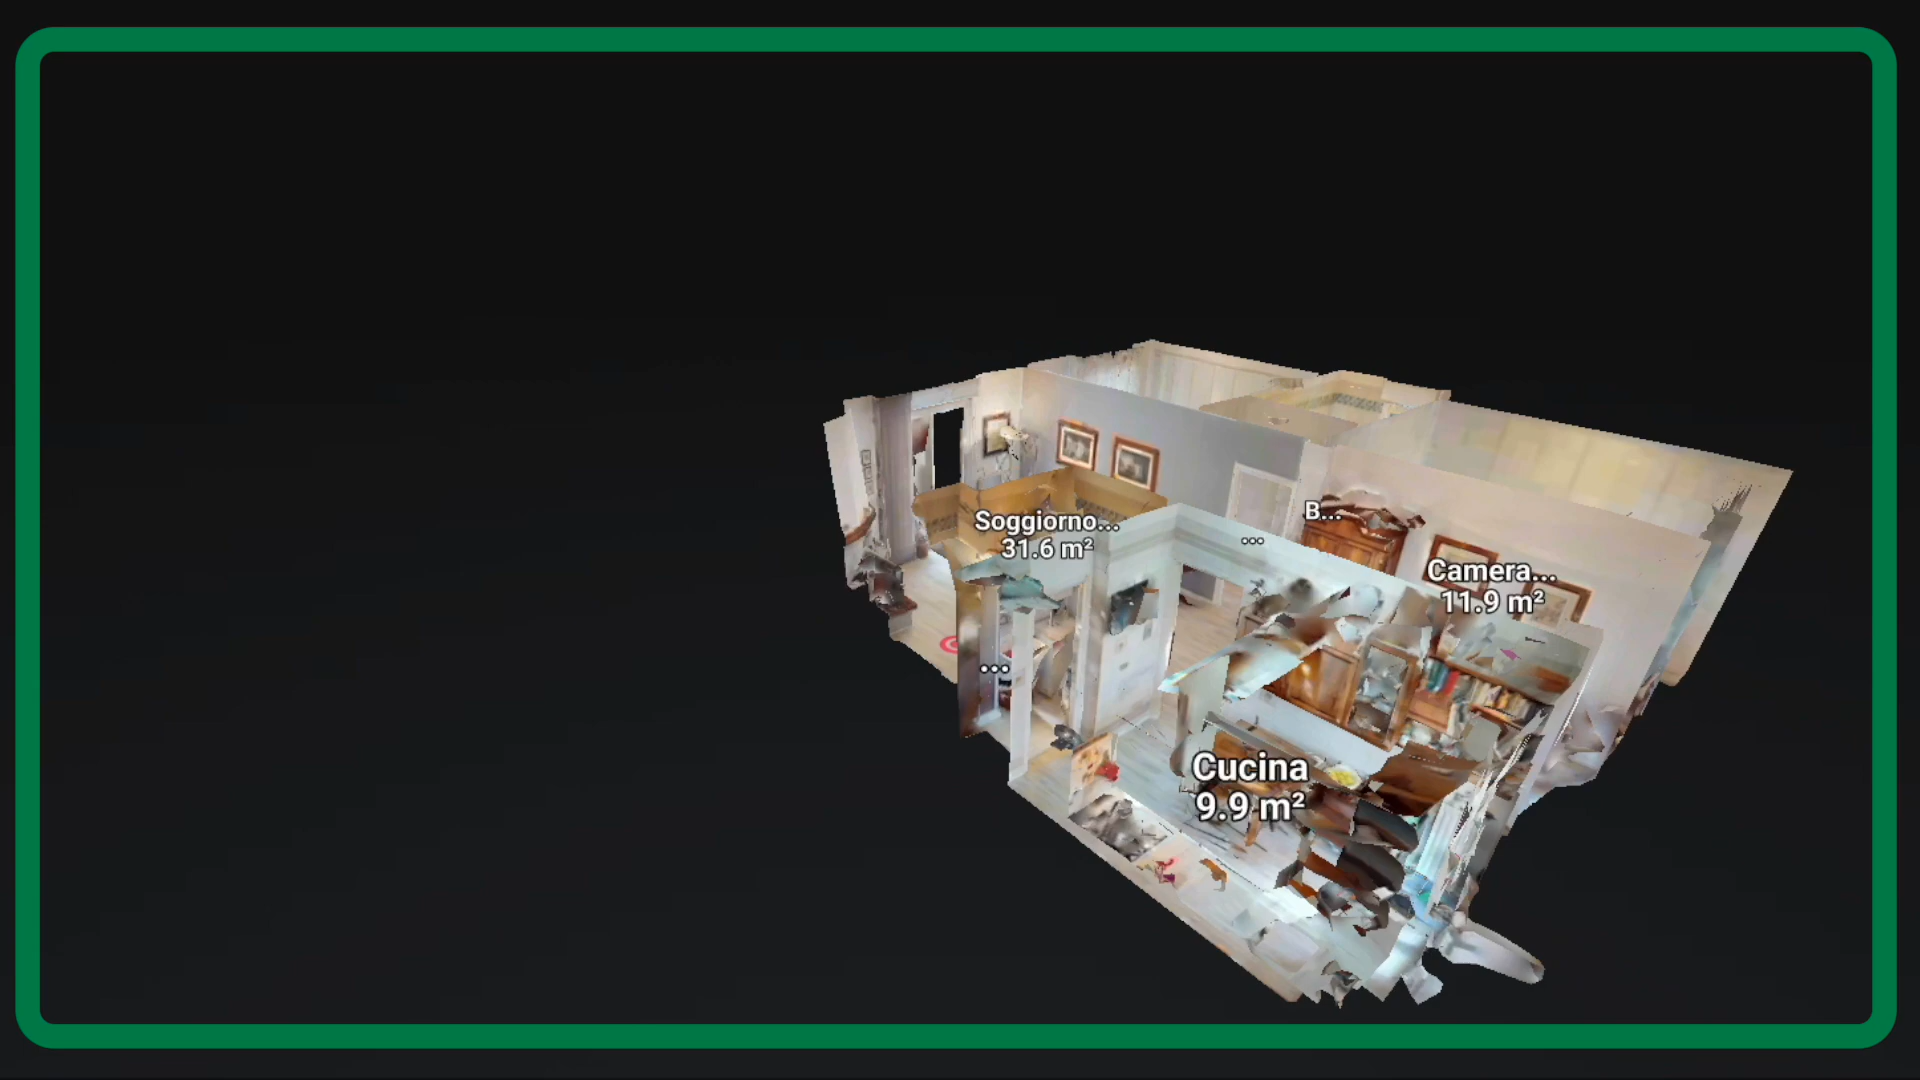 Soggiorno...
31.6 m²
B...
...
Camera...
11.9 m²
...
Cucina
9.9 m²